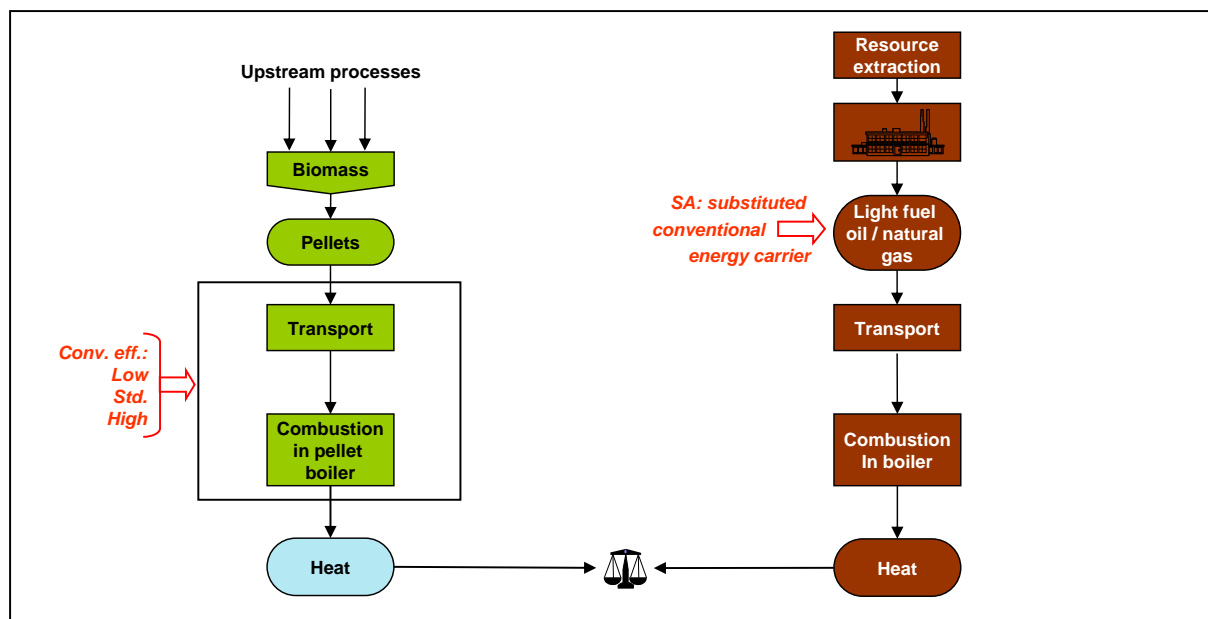 Upstream processes
Biomass
Pellets
Transport
Conv. eff.:
Low
Std.
High
Combustion
in pellet
boiler
Heat
Resource
extraction
SA: substituted
conventional
energy carrier
Light fuel
oil / natural
gas
Transport
Combustion
In boiler
Heat